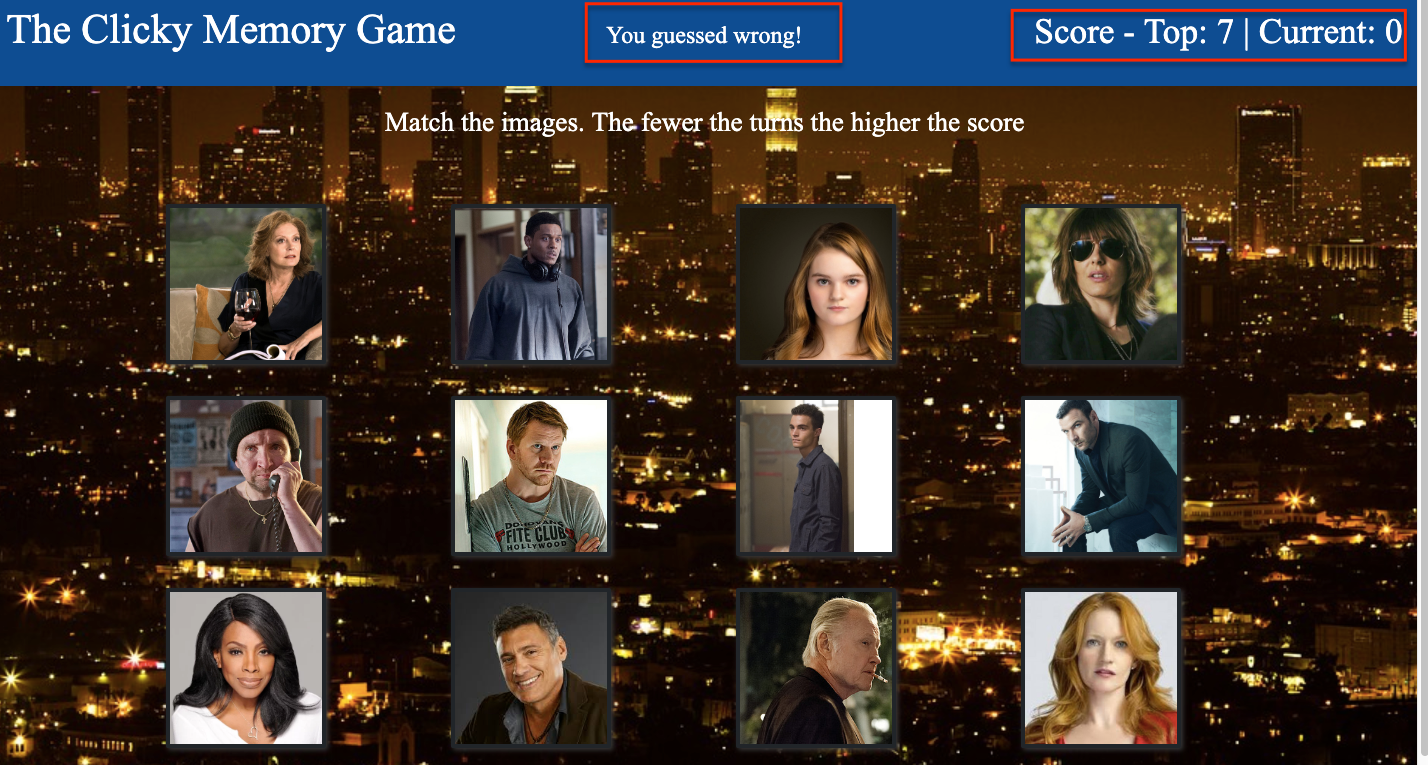 The Clicky Memory Game
You guessed wrong!
Score - Top: 7 | Current: 0
Match the images. The fewer the turns the higher the score
FITE CLUB
HOLLYWOOD